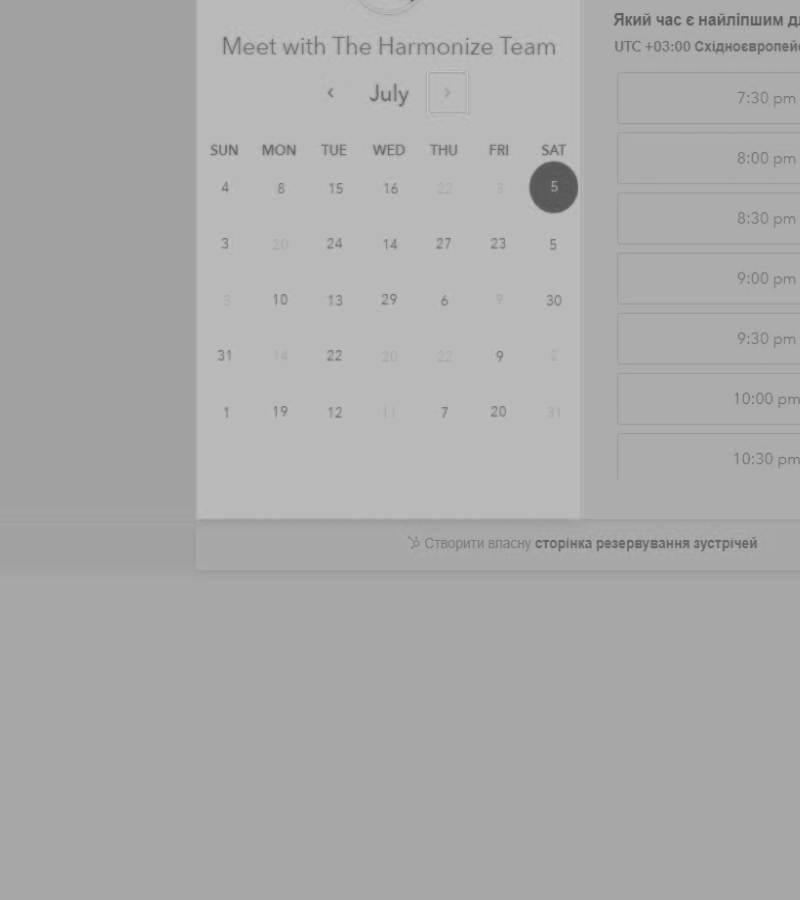 Meet with The Harmonize Team
July
SUN MON TUE WED THU FRI SAT
4 8 15 16 22 3 5
3 20 24 14 27 23 5
3 10 13 29 6 9 30
31 14 22 20 22 9 2
1 19 12 11 7 20 31
Який час є найліпшим
UTC +03:00
7:30 pm
8:00 pm
8:30 pm
9:00 pm
9:30 pm
10:00 pm
10:30 pm
Створити власну сторінка резервування зустрічей